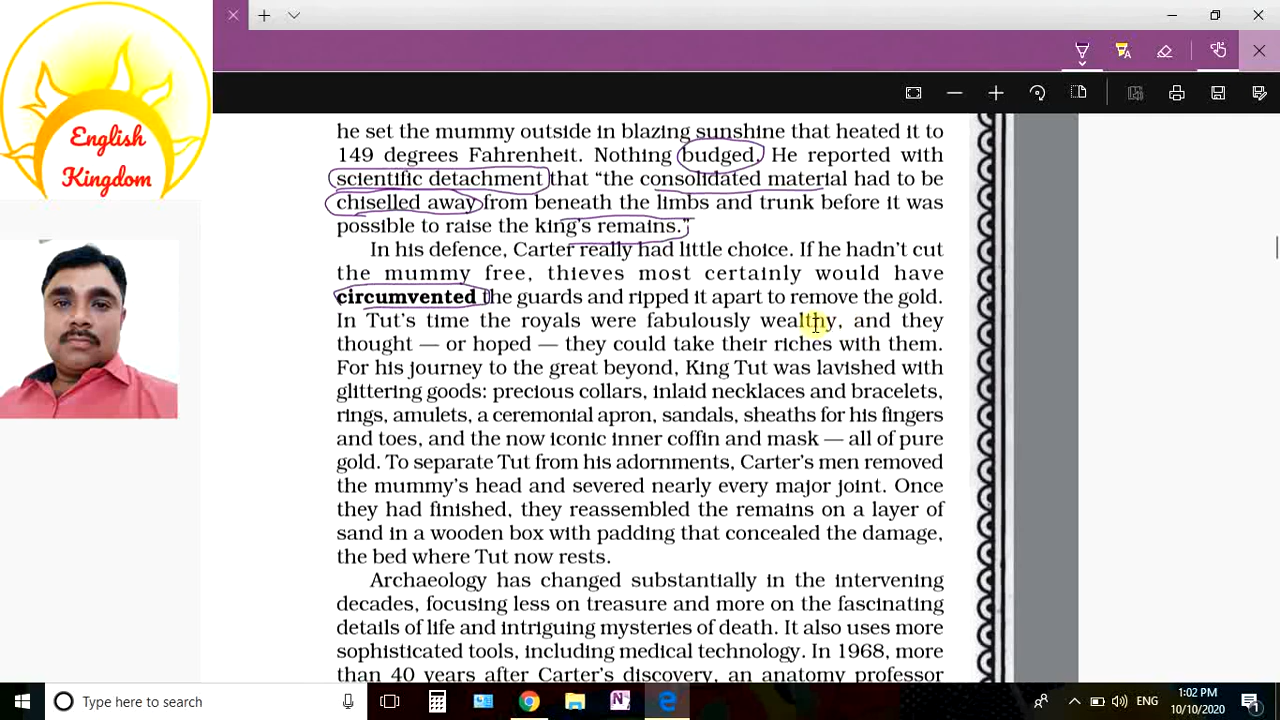 English
Kingdom
he set the mummy outside in blazing sunshine that heated it to
149 degrees Fahrenheit. Nothing budged. He reported with
scientific detachment that “the consolidated material had to be
chiselled away from beneath the limbs and trunk before it was
possible to raise the king’s remains.”
In his defence, Carter really had little choice. If he hadn’t cut
the mummy free, thieves most certainly would have
circumvented the guards and ripped it apart to remove the gold.
In Tut’s time the royals were fabulously wealthy, and they
thought — or hoped — they could take their riches with them.
For his journey to the great beyond, King Tut was lavished with
glittering goods: precious collars, inlaid necklaces and bracelets,
rings, amulets, a ceremonial apron, sandals, sheaths for his fingers
and toes, and the now iconic inner coffin and mask — all of pure
gold. To separate Tut from his adornments, Carter’s men removed
the mummy’s head and severed nearly every major joint. Once
they had finished, they reassembled the remains on a layer of
sand in a wooden box with padding that concealed the damage,
the bed where Tut now rests.
Archaeology has changed substantially in the intervening
decades, focusing less on treasure and more on the fascinating
details of life and intriguing mysteries of death. It also uses more
sophisticated tools, including medical technology. In 1968, more
than 40 years after Carter’s discovery, an anatomy professor
Type here to search
ENG
1:02 PM
10/10/2020